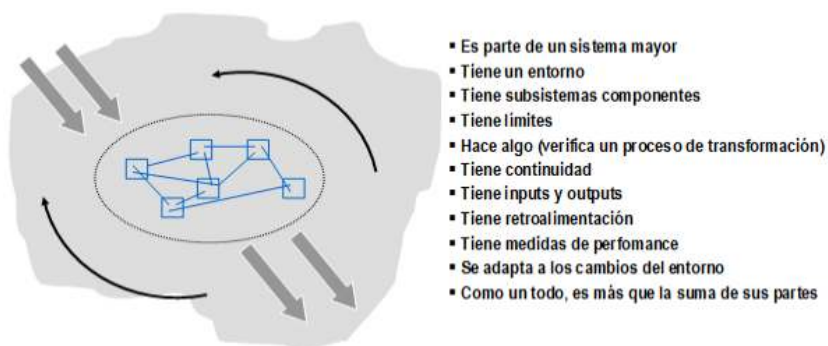 ▪ Es parte de un sistema mayor
▪ Tiene un entorno
▪ Tiene subsistemas componentes
▪ Tiene límites
▪ Hace algo (verifica un proceso de transformación)
▪ Tiene continuidad
▪ Tiene inputs y outputs
▪ Tiene retroalimentación
▪ Tiene medidas de perfomance
▪ Se adapta a los cambios del entorno
▪ Como un todo, es más que la suma de sus partes